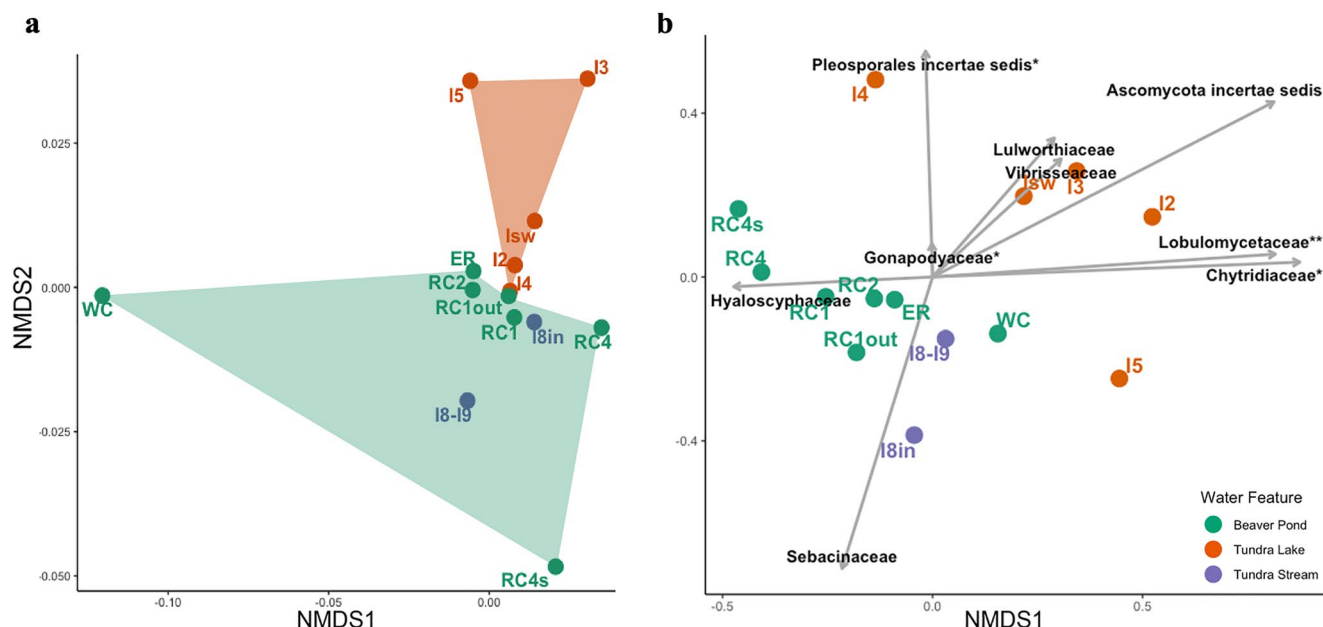 a
NMDS2
0.025
0.000
-0.025
-0.050
I3
I5
Isw
I2
ER
I4
RC2
RC1out
WC
RC1
I8in
RC4
I8-I9
RC4s
-0.10
-0.05
0.00
NMDS1
b
0.4
0.0
-0.4
Pleosporales incertae sedis*
I4
Ascomycota incertae sedis
Lulworthiaceae
Vibrisseaceae
Isw
I3
I2
RC4s
Lobulomycetaceae**
RC4
Gonapodyaceae*
Chytridiaceae*
RC2
Hyaloscyphaceae
RC1
ER
WC
RC1out
I8-I9
I5
I8in
Sebacinaceae
Water Feature
Beaver Pond
Tundra Lake
Tundra Stream
-0.5
0.0
0.5
NMDS1